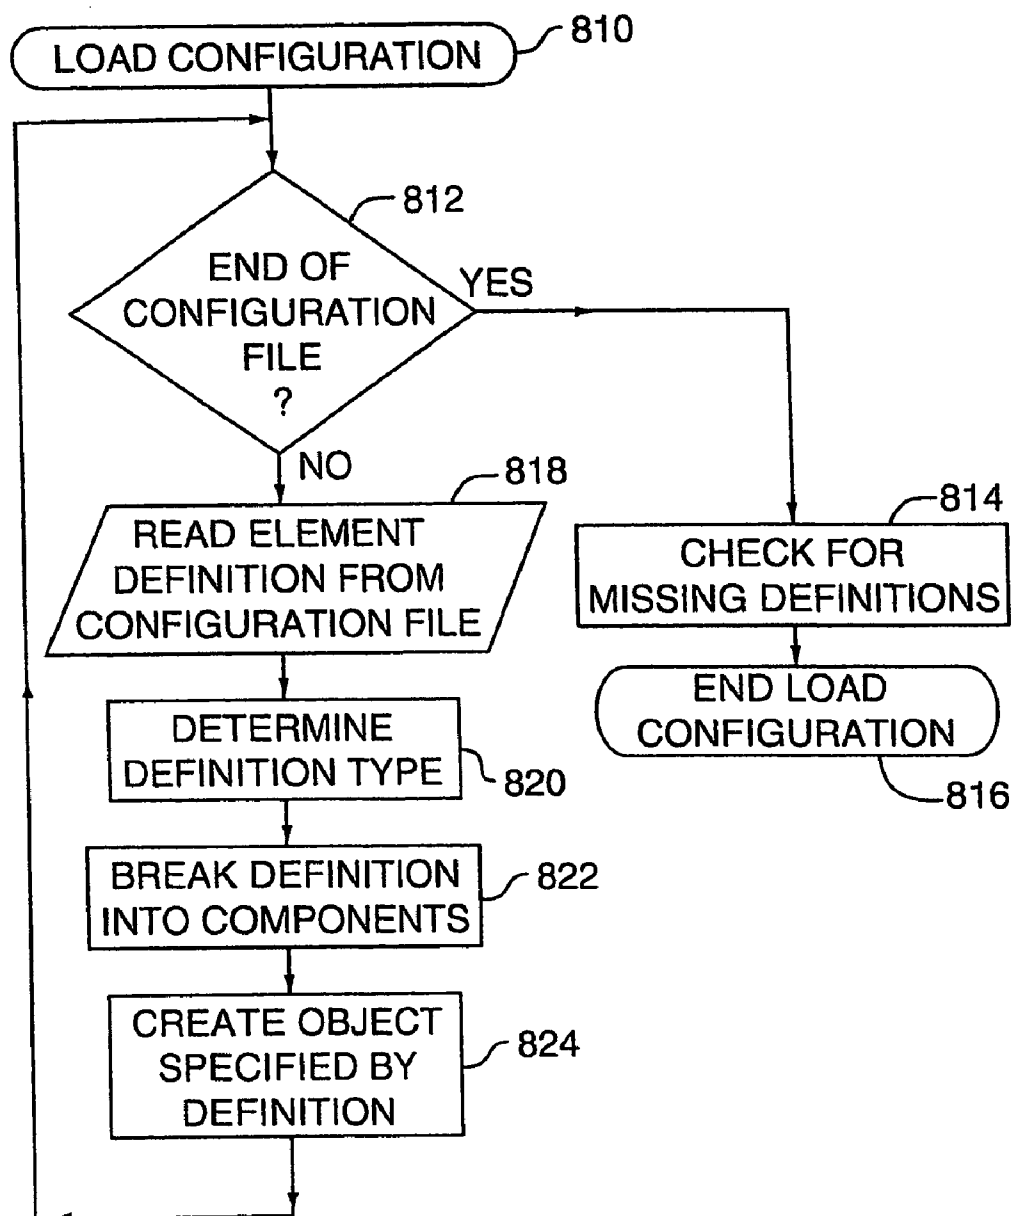 LOAD CONFIGURATION
810
812
END OF
CONFIGURATION
FILE
?
YES
NO
818
READ ELEMENT
DEFINITION FROM
CONFIGURATION FILE
814
CHECK FOR
MISSING DEFINITIONS
END LOAD
CONFIGURATION
816
DETERMINE
DEFINITION TYPE
820
BREAK DEFINITION
INTO COMPONENTS
822
CREATE OBJECT
SPECIFIED BY
DEFINITION
824